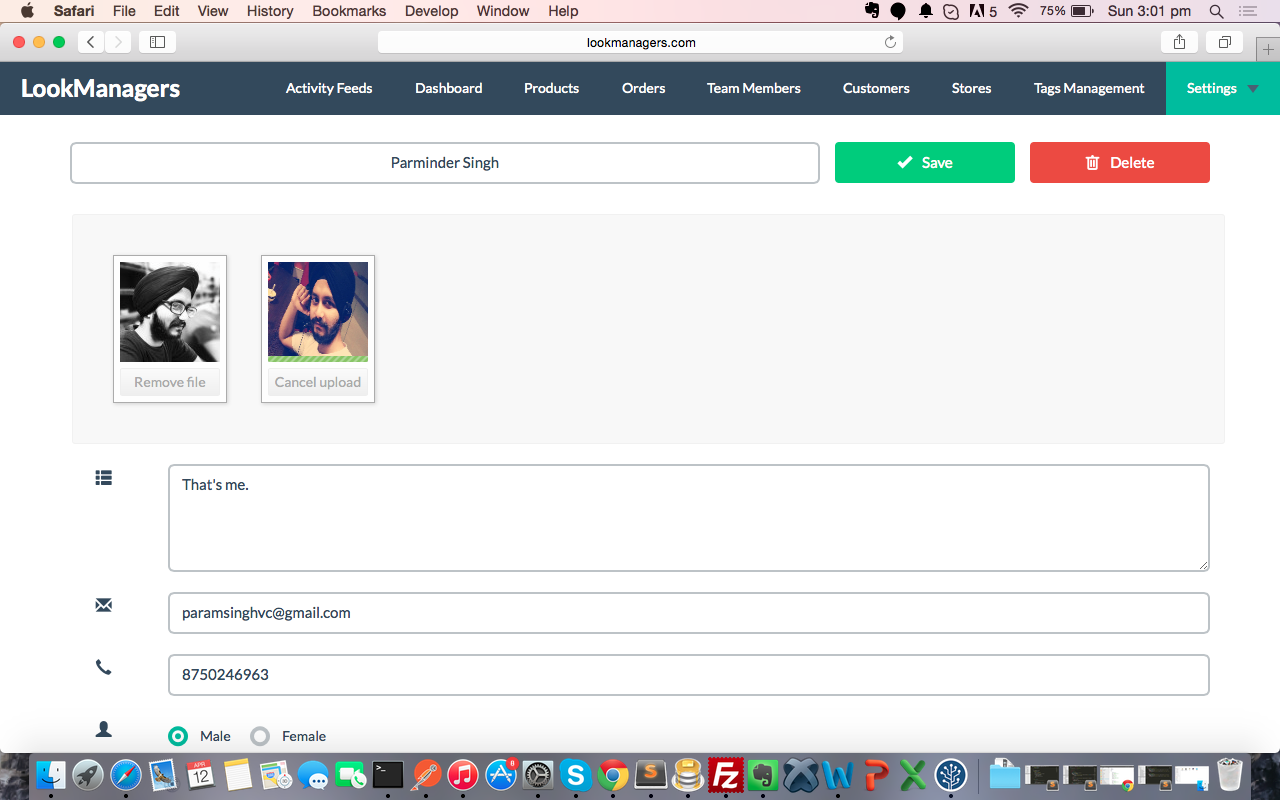 Safari File Edit View History Bookmarks Develop Window Help 5 75% Sun 3:01 pm
lookmanagers.com
LookManagers Activity Feeds Dashboard Products Orders Team Members Customers Stores Tags Management Settings
Parminder Singh Save Delete
Remove file Cancel upload
That's me.
paramsinghvc@gmail.com
8750246963
Male Female
APR
12
8